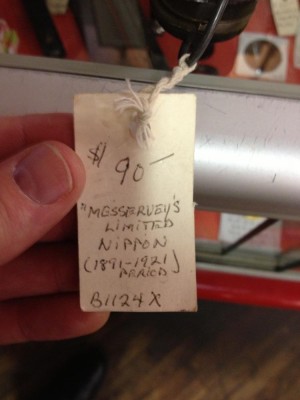 $90—
"MESSERVEY'S
LIMITED
NIPPON
(1891-1921)
PERIOD
B1124X